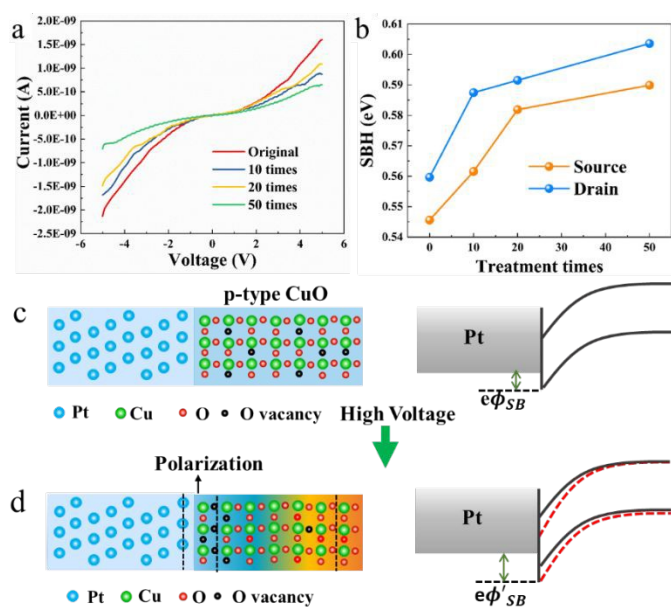 a
2.0E-09
1.5E-09
1.0E-09
5.0E-10
0.0E+00
-5.0E-10
-1.0E-09
-1.5E-09
-2.0E-09
-2.5E-09
Current (A)
Original
10 times
20 times
50 times
-6 -4 -2 0 2 4 6
Voltage (V)
b
0.61
0.60
0.59
0.58
0.57
0.56
0.55
0.54
SBH (eV)
Source
Drain
0 10 20 30 40 50
Treatment times
c
p-type CuO
Pt Cu O O vacancy
Pt
eϕSB
High Voltage
d
Polarization
Pt Cu O O vacancy
Pt
eϕ′SB